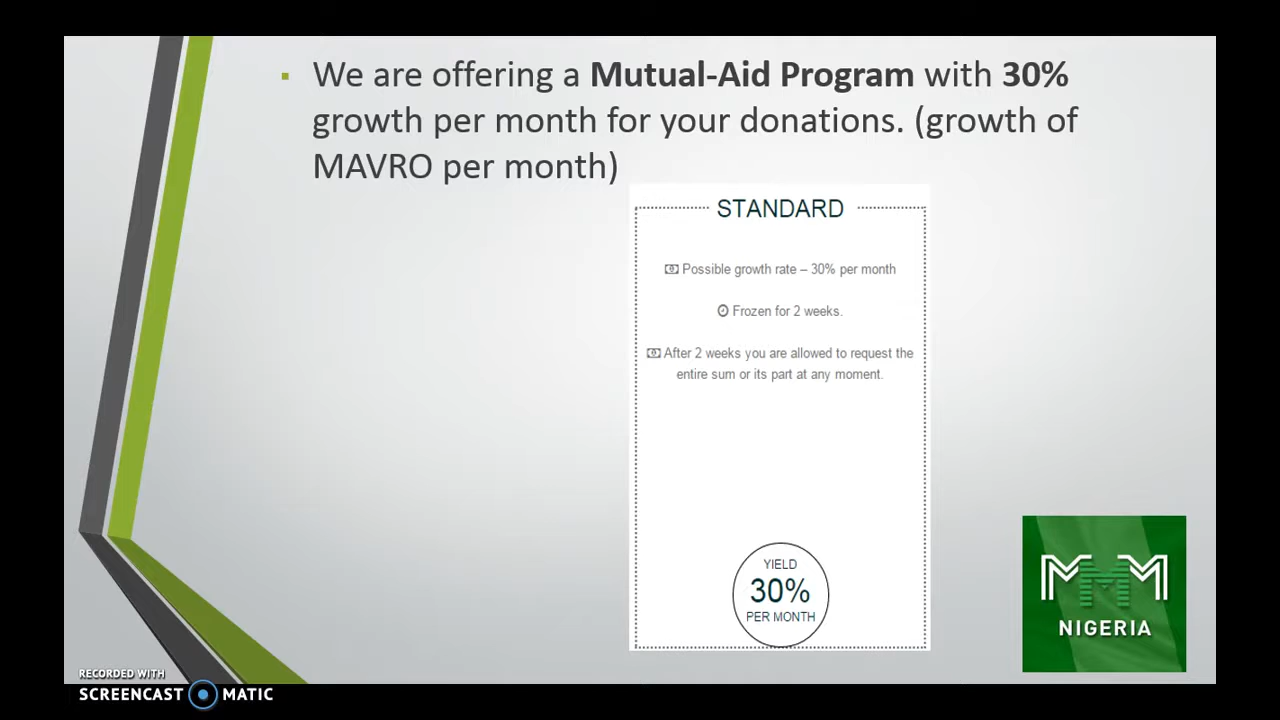 We are offering a Mutual-Aid Program with 30%
growth per month for your donations. (growth of
MAVRO per month)
STANDARD
Possible growth rate – 30% per month
Frozen for 2 weeks.
After 2 weeks you are allowed to request the
entire sum or its part at any moment.
YIELD
30%
PER MONTH
MMM
NIGERIA
RECORDED WITH
SCREENCAST MATIC